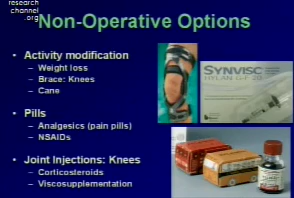 research
channel
.org
Non-Operative Options
• Activity modification
– Weight loss
– Brace: Knees
– Cane
• Pills
– Analgesics (pain pills)
– NSAIDs
• Joint Injections: Knees
– Corticosteroids
– Viscosupplementation
SYNVISC
HYLAN G-F 20